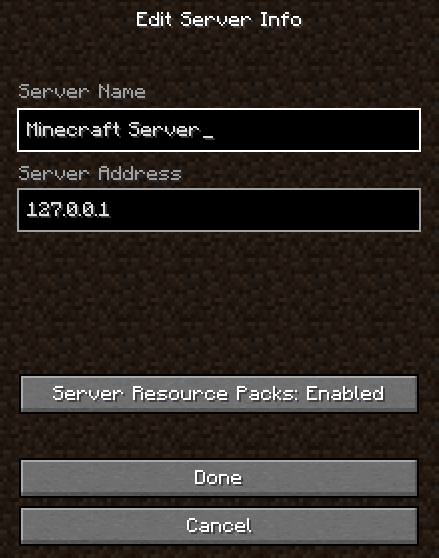 Edit Server Info
Server Name
Minecraft Server_
Server Address
127.0.0.1
Server Resource Packs: Enabled
Done
Cancel